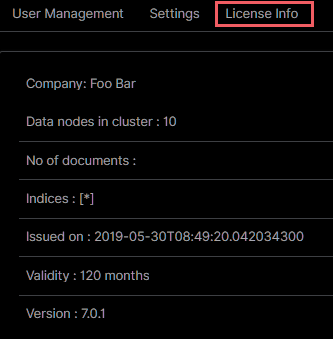 User Management Settings License Info
Company: Foo Bar
Data nodes in cluster : 10
No of documents :
Indices : [*]
Issued on : 2019-05-30T08:49:20.042034300
Validity : 120 months
Version : 7.0.1